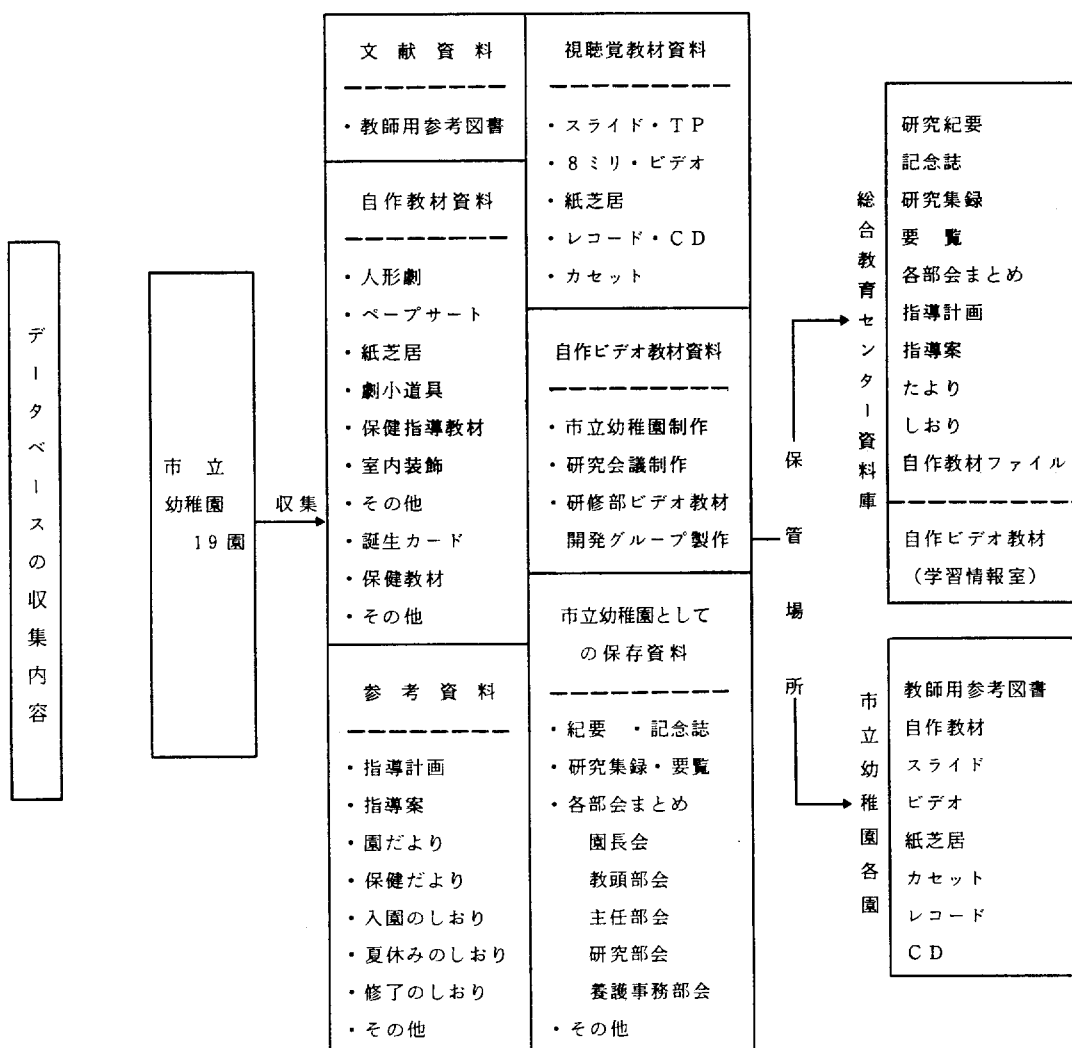 データベースの収集内容
市 立
幼稚園
19園
収集
文 献 資 料
・教師用参考図書
自作教材資料
・人形劇
・ペープサート
・紙芝居
・劇小道具
・保健指導教材
・室内装飾
・その他
・誕生カード
・保健教材
・その他
参 考 資 料
・指導計画
・指導案
・園だより
・保健だより
・入園のしおり
・夏休みのしおり
・修了のしおり
・その他
視聴覚教材資料
・スライド・TP
・8ミリ・ビデオ
・紙芝居
・レコード・CD
・カセット
自作ビデオ教材資料
・市立幼稚園制作
・研究会議制作
・研修部ビデオ教材
開発グループ製作
市立幼稚園として
の保存資料
・紀要 ・記念誌
・研究集録・要覧
・各部会まとめ
園長会
教頭部会
主任部会
研究部会
養護事務部会
・その他
保管場所
総合教育センター資料庫
研究紀要
記念誌
研究集録
要 覧
各部会まとめ
指導計画
指導案
たより
しおり
自作教材ファイル
自作ビデオ教材
(学習情報室)
市立幼稚園各園
教師用参考図書
自作教材
スライド
ビデオ
紙芝居
カセット
レコード
CD